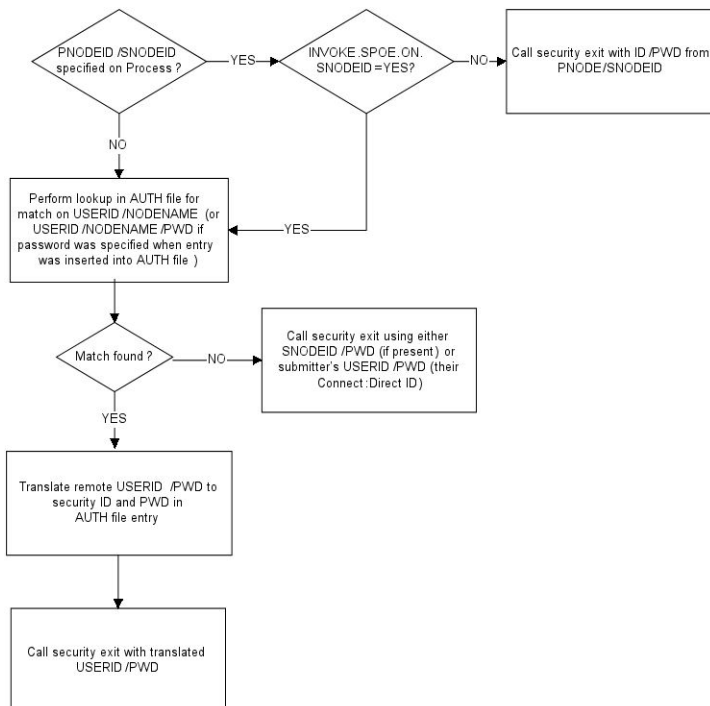 PNODEID /SNODEID
specified on Process ?
YES
INVOKE.SPOE.ON.
SNODEID =YES?
NO
Call security exit with ID /PWD from
PNODE/SNODEID
NO
Perform lookup in AUTH file for
match on USERID /NODENAME (or
USERID /NODENAME /PWD if
password was specified when entry
was inserted into AUTH file )
YES
Match found ?
NO
Call security exit using either
SNODEID /PWD (if present) or
submitter's USERID /PWD (their
Connect:Direct ID)
YES
Translate remote USERID /PWD to
security ID and PWD in
AUTH file entry
Call security exit with translated
USERID /PWD